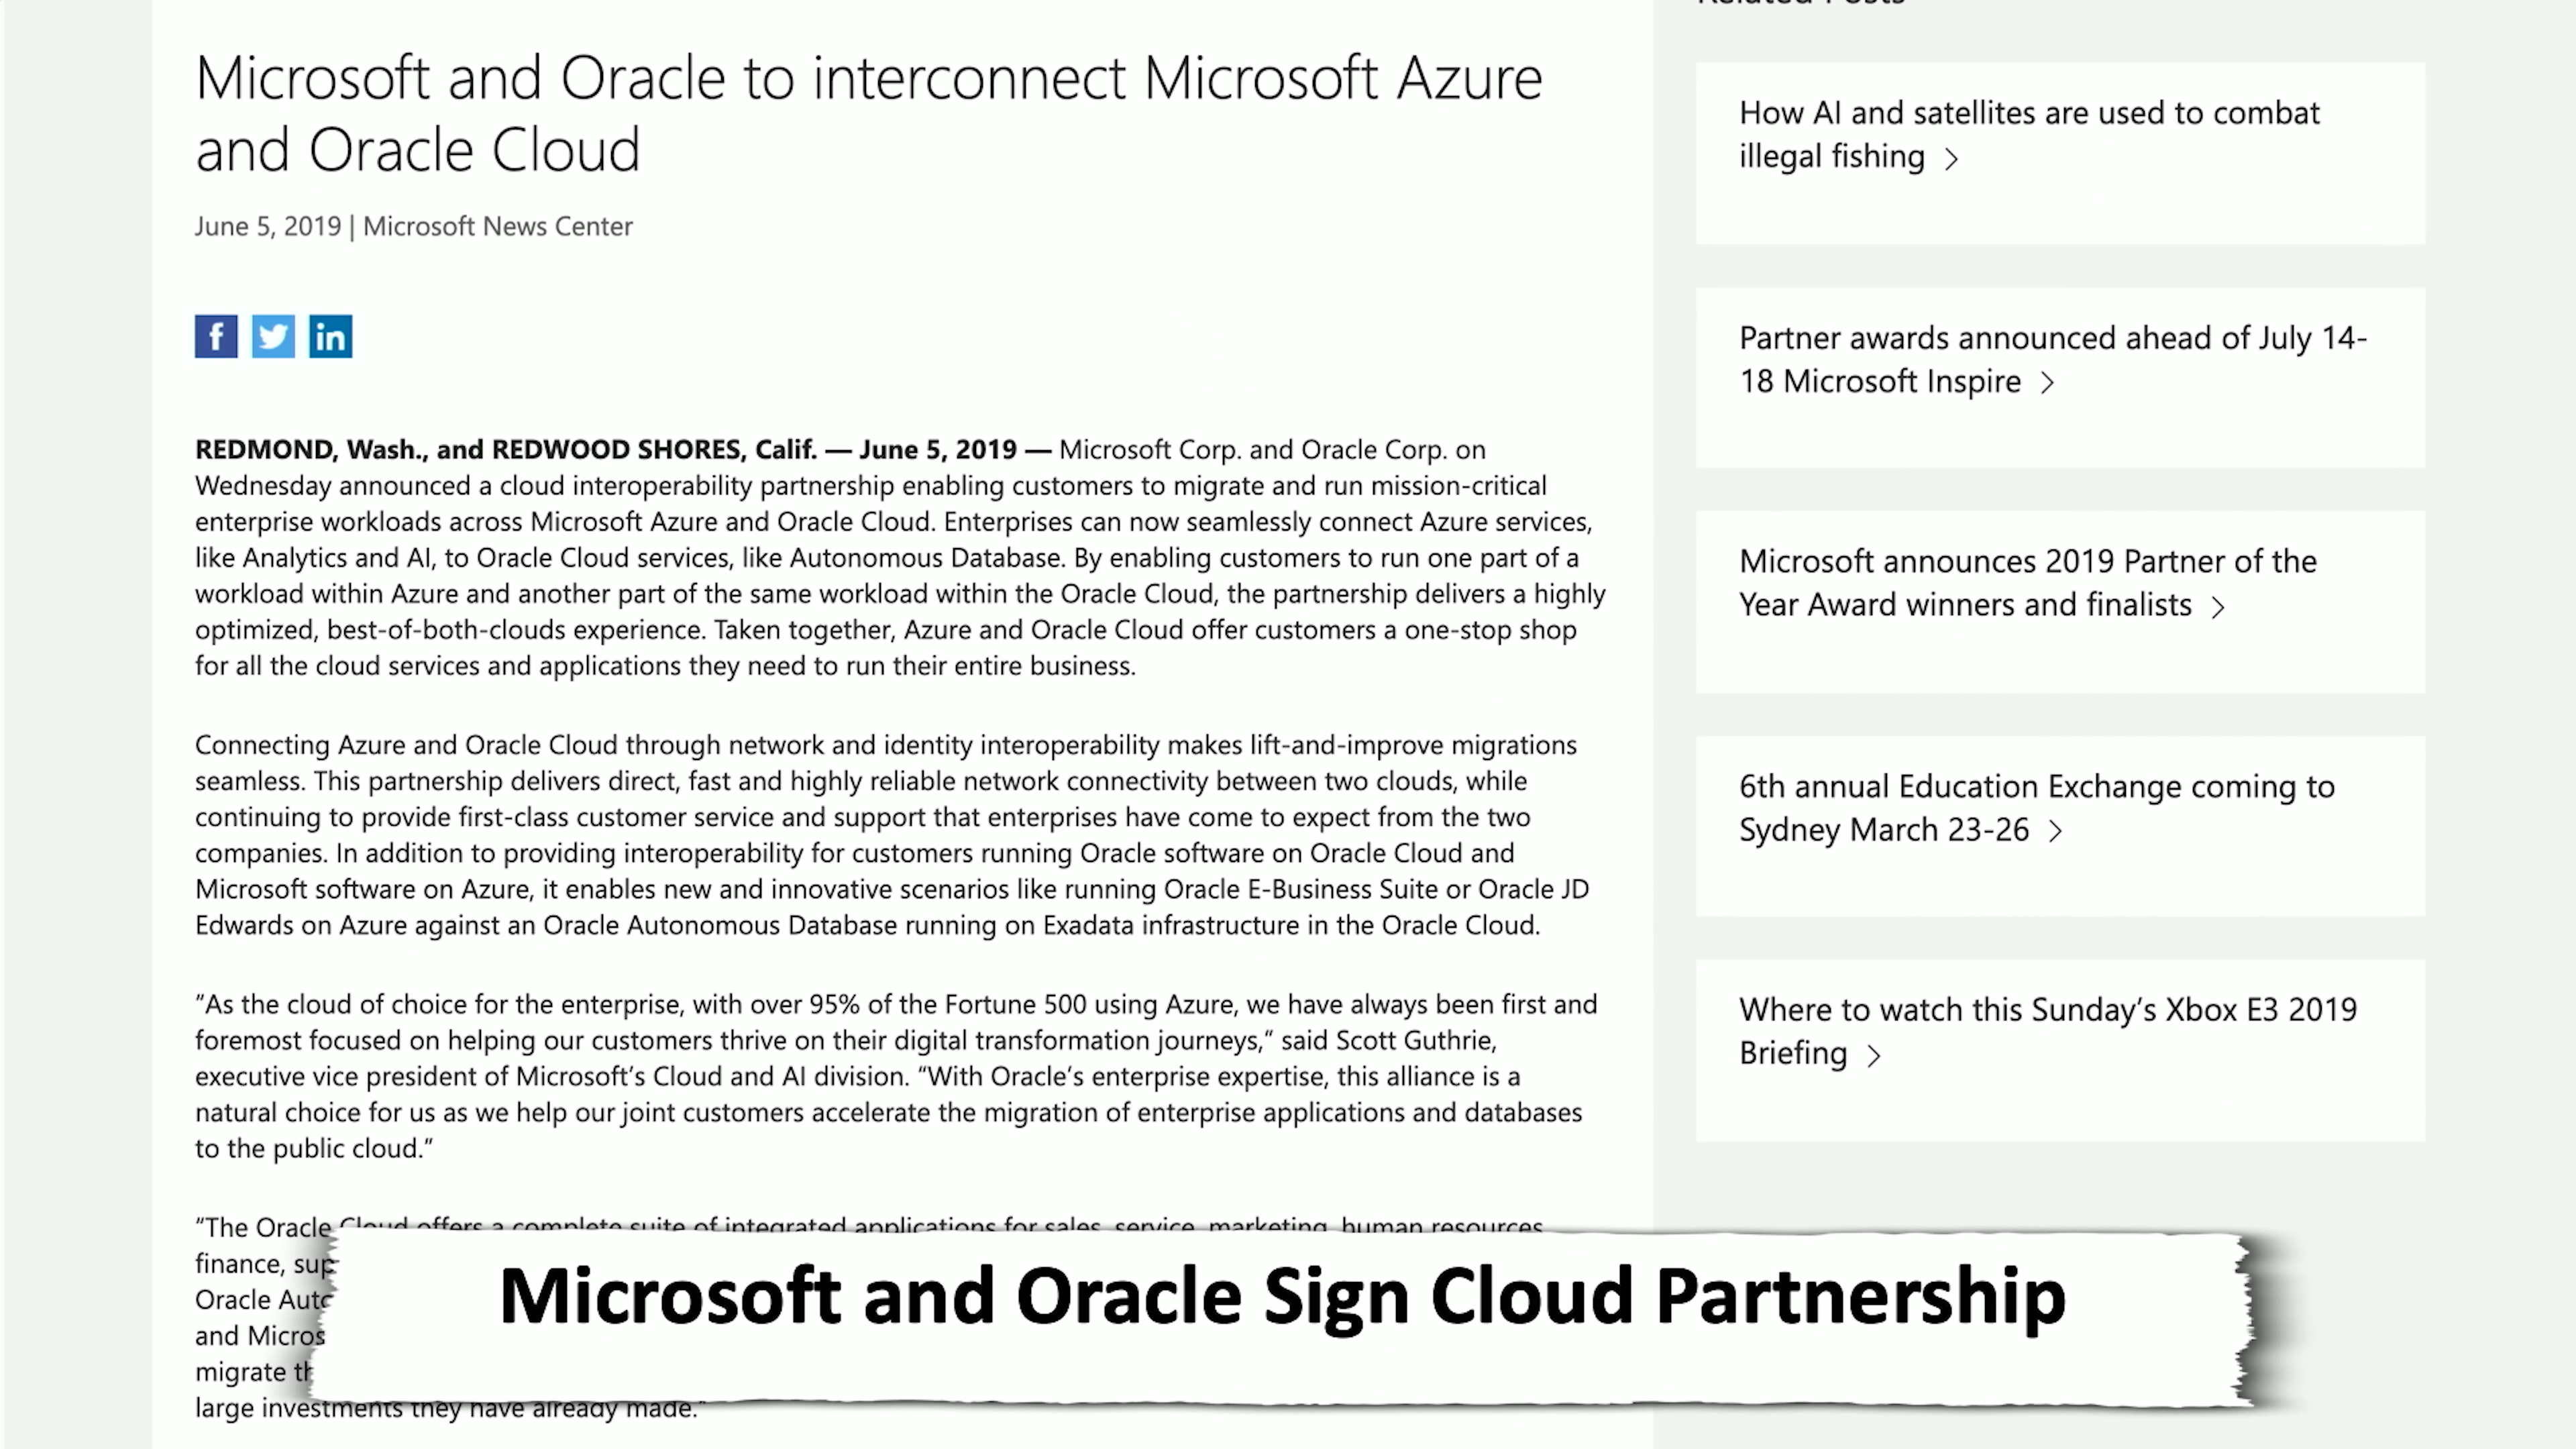 Microsoft and Oracle to interconnect Microsoft Azure
and Oracle Cloud
June 5, 2019 | Microsoft News Center
f in
REDMOND, Wash., and REDWOOD SHORES, Calif. — June 5, 2019 — Microsoft Corp. and Oracle Corp. on
Wednesday announced a cloud interoperability partnership enabling customers to migrate and run mission-critical
enterprise workloads across Microsoft Azure and Oracle Cloud. Enterprises can now seamlessly connect Azure services,
like Analytics and AI, to Oracle Cloud services, like Autonomous Database. By enabling customers to run one part of a
workload within Azure and another part of the same workload within the Oracle Cloud, the partnership delivers a highly
optimized, best-of-both-clouds experience. Taken together, Azure and Oracle Cloud offer customers a one-stop shop
for all the cloud services and applications they need to run their entire business.
Connecting Azure and Oracle Cloud through network and identity interoperability makes lift-and-improve migrations
seamless. This partnership delivers direct, fast and highly reliable network connectivity between two clouds, while
continuing to provide first-class customer service and support that enterprises have come to expect from the two
companies. In addition to providing interoperability for customers running Oracle software on Oracle Cloud and
Microsoft software on Azure, it enables new and innovative scenarios like running Oracle E-Business Suite or Oracle JD
Edwards on Azure against an Oracle Autonomous Database running on Exadata infrastructure in the Oracle Cloud.
“As the cloud of choice for the enterprise, with over 95% of the Fortune 500 using Azure, we have always been first and
foremost focused on helping our customers thrive on their digital transformation journeys,” said Scott Guthrie,
executive vice president of Microsoft’s Cloud and AI division. “With Oracle’s enterprise expertise, this alliance is a
natural choice for us as we help our joint customers accelerate the migration of enterprise applications and databases
to the public cloud.”
“The Oracle Cloud offers a complete suite of integrated applications for sales, service, marketing, human resources,
finance,
Oracle
and
migrate
large investments they have already made.”
Related Posts
How AI and satellites are used to combat
illegal fishing >
Partner awards announced ahead of July 14-
18 Microsoft Inspire >
Microsoft announces 2019 Partner of the
Year Award winners and finalists >
6th annual Education Exchange coming to
Sydney March 23-26 >
Where to watch this Sunday’s Xbox E3 2019
Briefing >
Microsoft and Oracle Sign Cloud Partnership